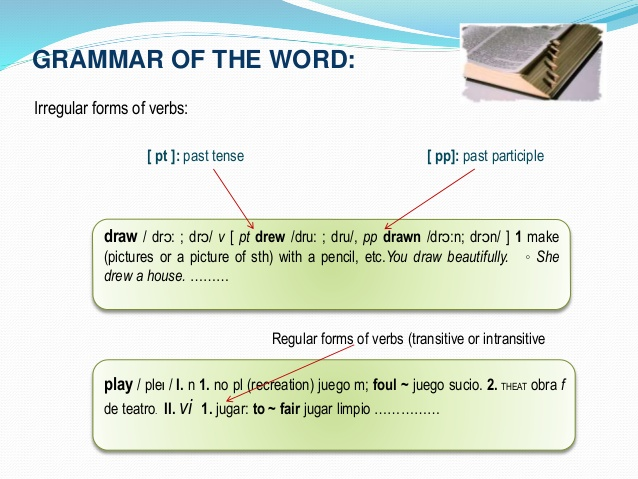 GRAMMAR OF THE WORD:
Irregular forms of verbs:
[ pt ]: past tense
[ pp]: past participle
draw / drɔ: ; drɔ/ v [ pt drew /dru: ; dru/, pp drawn /drɔ:n; drɔn/ ] 1 make
(pictures or a picture of sth) with a pencil, etc.You draw beautifully. ◦ She
drew a house. ………
Regular forms of verbs (transitive or intransitive
play / pleɪ / I. n 1. no pl (recreation) juego m; foul ~ juego sucio. 2. THEAT obra f
de teatro. II. vi 1. jugar: to ~ fair jugar limpio ……………